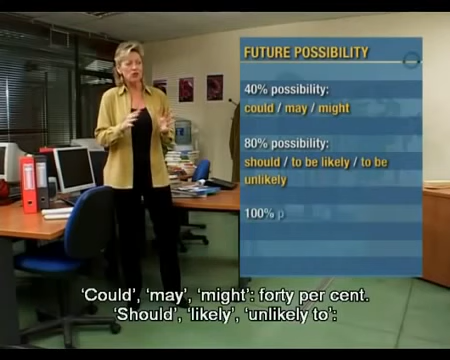 FUTURE POSSIBILITY
40% possibility:
could / may / might
80% possibility:
should / to be likely / to be
unlikely
100% p
'Could', 'may', 'might': forty per cent.
'Should', 'likely', 'unlikely to':